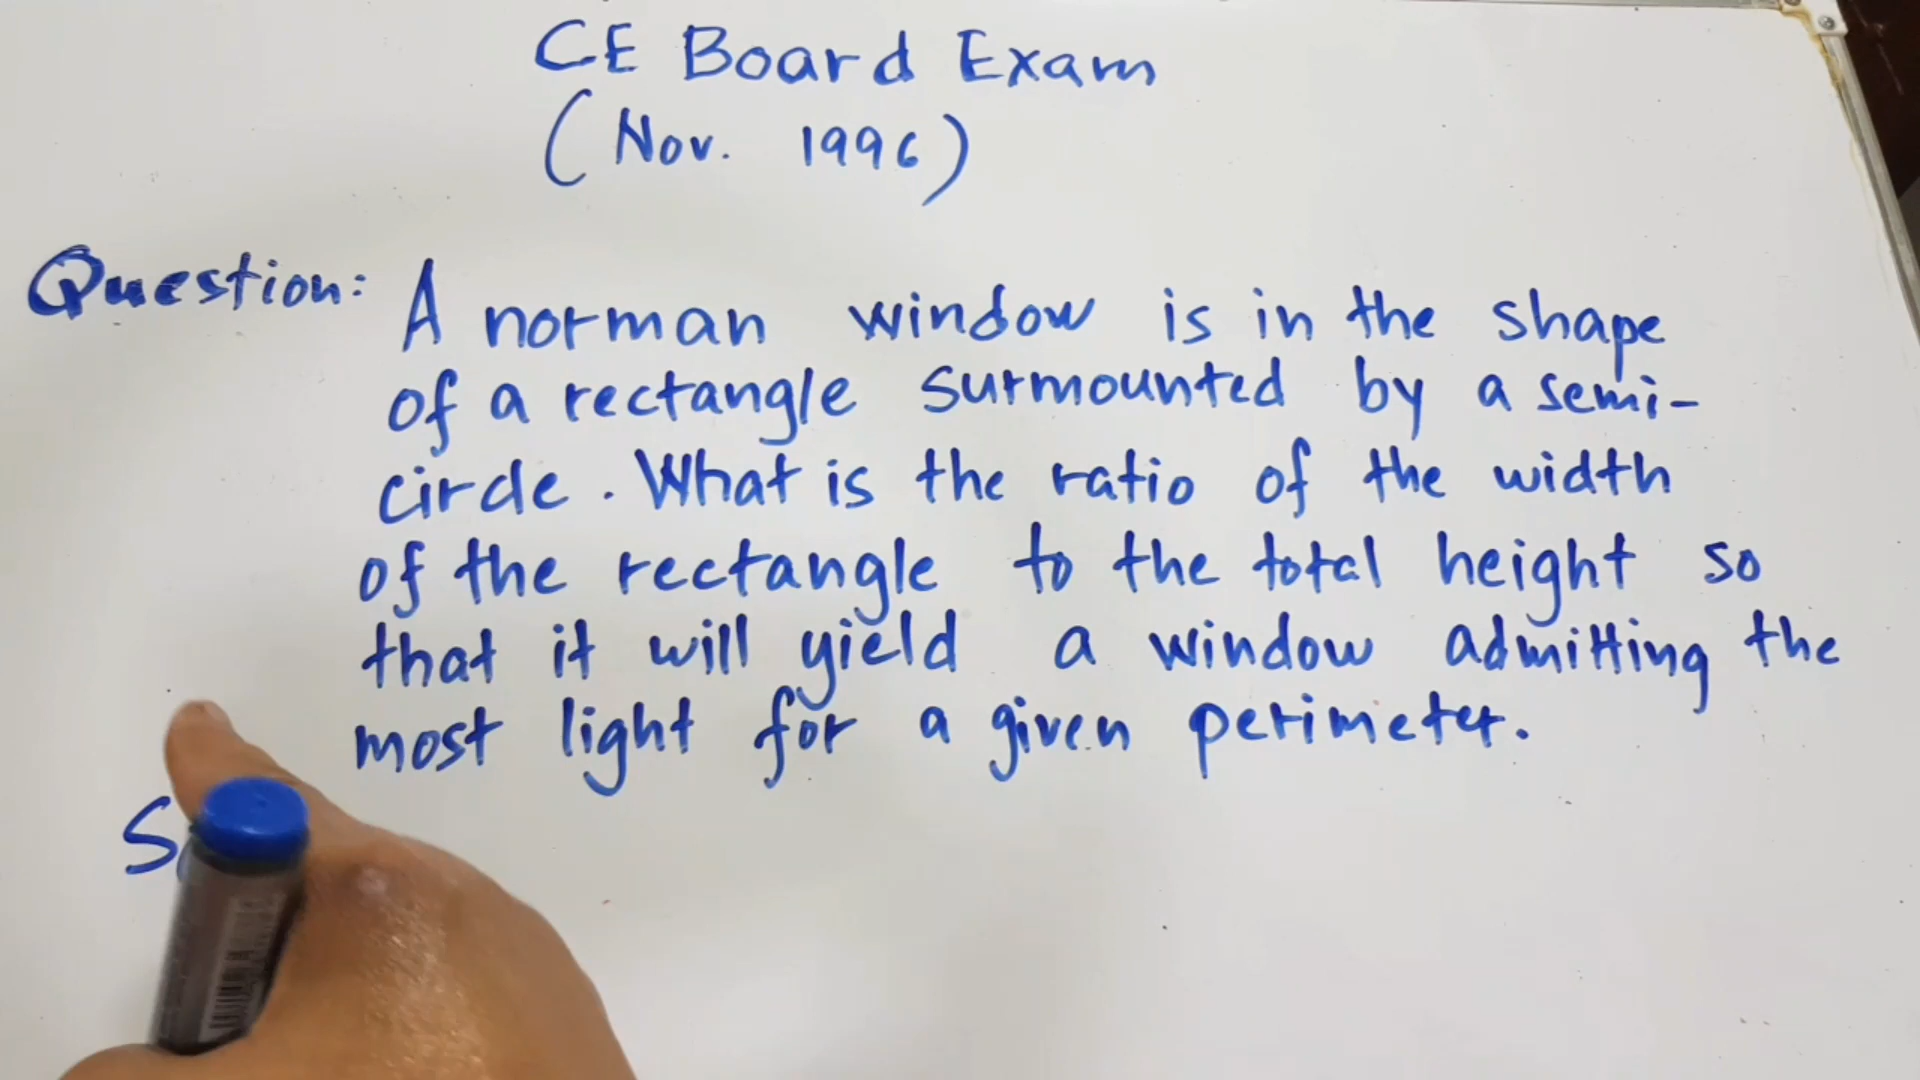 CE Board Exam
(Nov. 1996)
Question: A norman window is in the shape
of a rectangle surmounted by a semi-
circle. What is the ratio of the width
of the rectangle to the total height so
that it will yield a window admitting the
most light for a given perimeter.